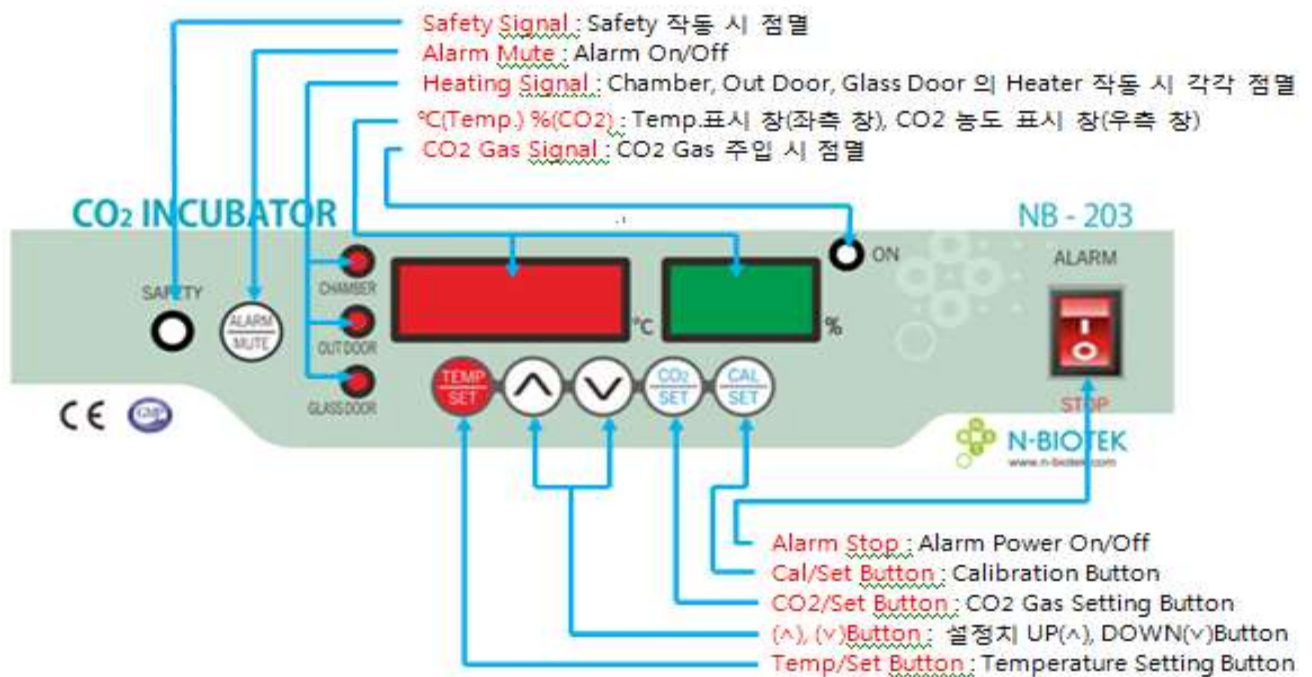 Safety Signal : Safety 작동 시 점멸
Alarm Mute : Alarm On/Off
Heating Signal : Chamber, Out Door, Glass Door 의 Heater 작동 시 각각 점멸
℃(Temp.) %(CO2) : Temp.표시 창(좌측 창), CO2 농도 표시 창(우측 창)
CO2 Gas Signal : CO2 Gas 주입 시 점멸
CO2 INCUBATOR
NB - 203
ON
ALARM
SAFETY
CHAMBER
ALARM
MUTE
OUT DOOR
°C
%
GLASS DOOR
TEMP
SET
∧
∨
CO2
SET
CAL
SET
STOP
CE
GMP
N-BIOTEK
www.n-biotek.com
Alarm Stop : Alarm Power On/Off
Cal/Set Button : Calibration Button
CO2/Set Button : CO2 Gas Setting Button
(∧), (∨)Button : 설정치 UP(∧), DOWN(∨)Button
Temp/Set Button : Temperature Setting Button